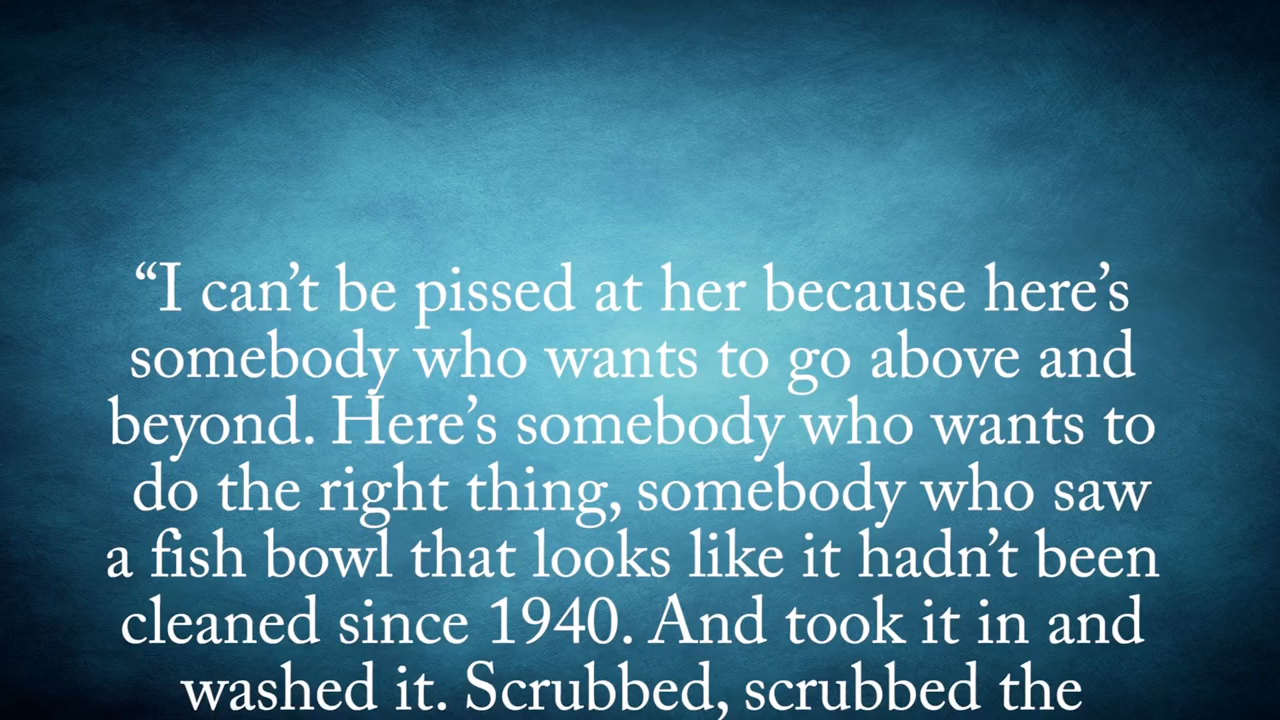 “I can’t be pissed at her because here’s
somebody who wants to go above and
beyond. Here’s somebody who wants to
do the right thing, somebody who saw
a fish bowl that looks like it hadn’t been
cleaned since 1940. And took it in and
washed it. Scrubbed, scrubbed the